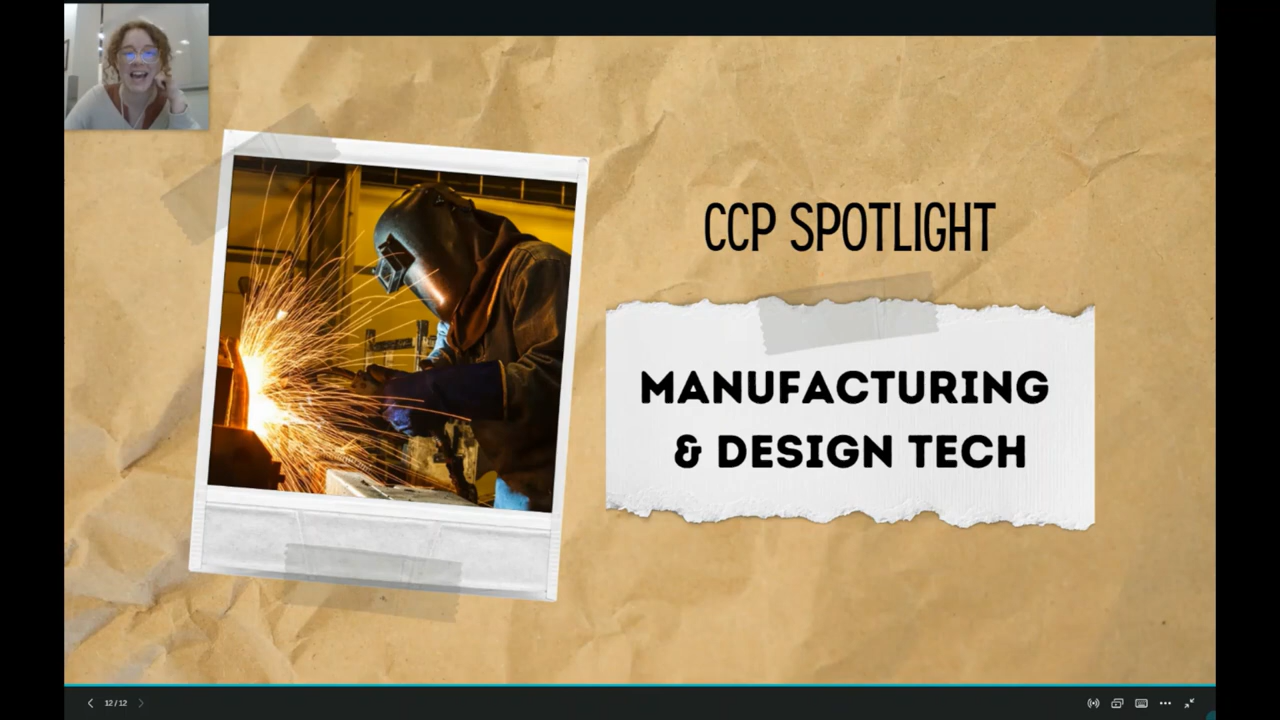 CCP SPOTLIGHT
MANUFACTURING
& DESIGN TECH
12 / 12